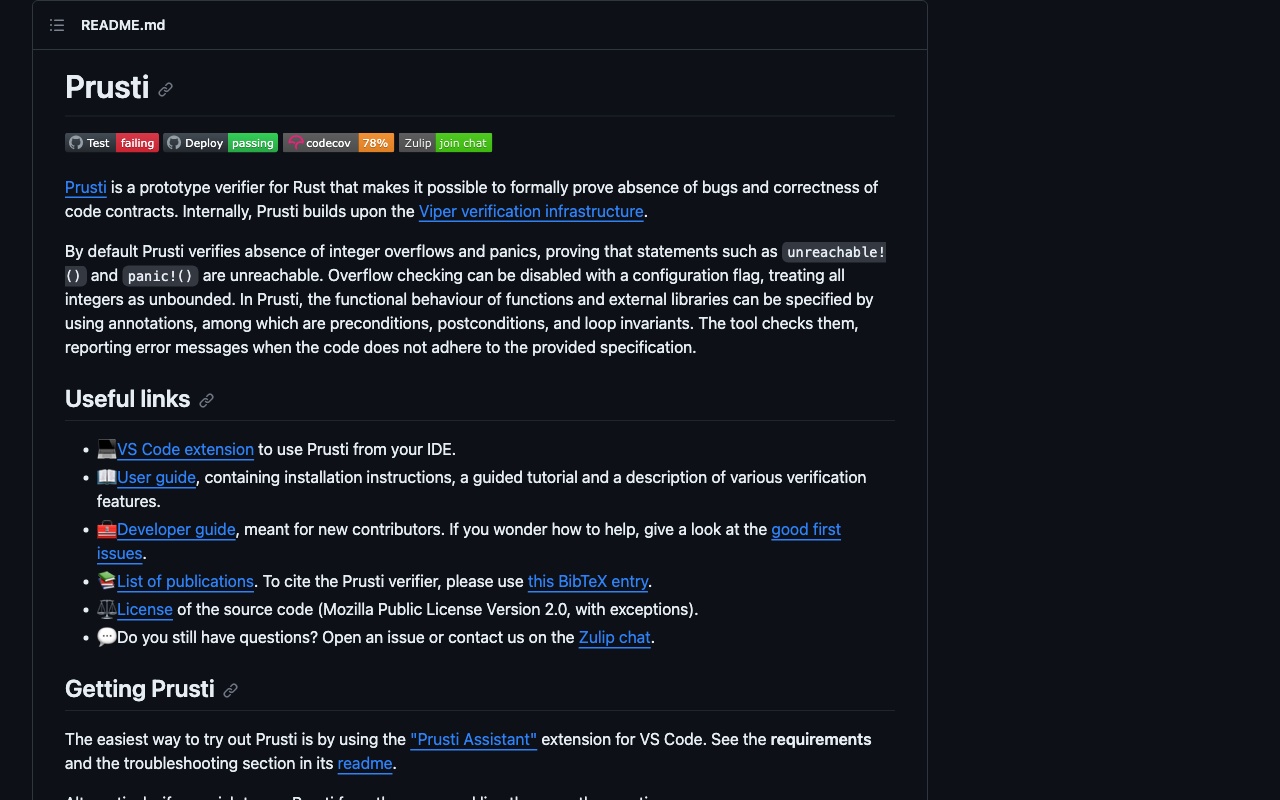 README.md
Prusti
Test failing Deploy passing codecov 78% Zulip join chat
Prusti is a prototype verifier for Rust that makes it possible to formally prove absence of bugs and correctness of
code contracts. Internally, Prusti builds upon the Viper verification infrastructure.
By default Prusti verifies absence of integer overflows and panics, proving that statements such as unreachable!
() and panic!() are unreachable. Overflow checking can be disabled with a configuration flag, treating all
integers as unbounded. In Prusti, the functional behaviour of functions and external libraries can be specified by
using annotations, among which are preconditions, postconditions, and loop invariants. The tool checks them,
reporting error messages when the code does not adhere to the provided specification.
Useful links
VS Code extension to use Prusti from your IDE.
User guide, containing installation instructions, a guided tutorial and a description of various verification
features.
Developer guide, meant for new contributors. If you wonder how to help, give a look at the good first
issues.
List of publications. To cite the Prusti verifier, please use this BibTeX entry.
License of the source code (Mozilla Public License Version 2.0, with exceptions).
Do you still have questions? Open an issue or contact us on the Zulip chat.
Getting Prusti
The easiest way to try out Prusti is by using the "Prusti Assistant" extension for VS Code. See the requirements
and the troubleshooting section in its readme.